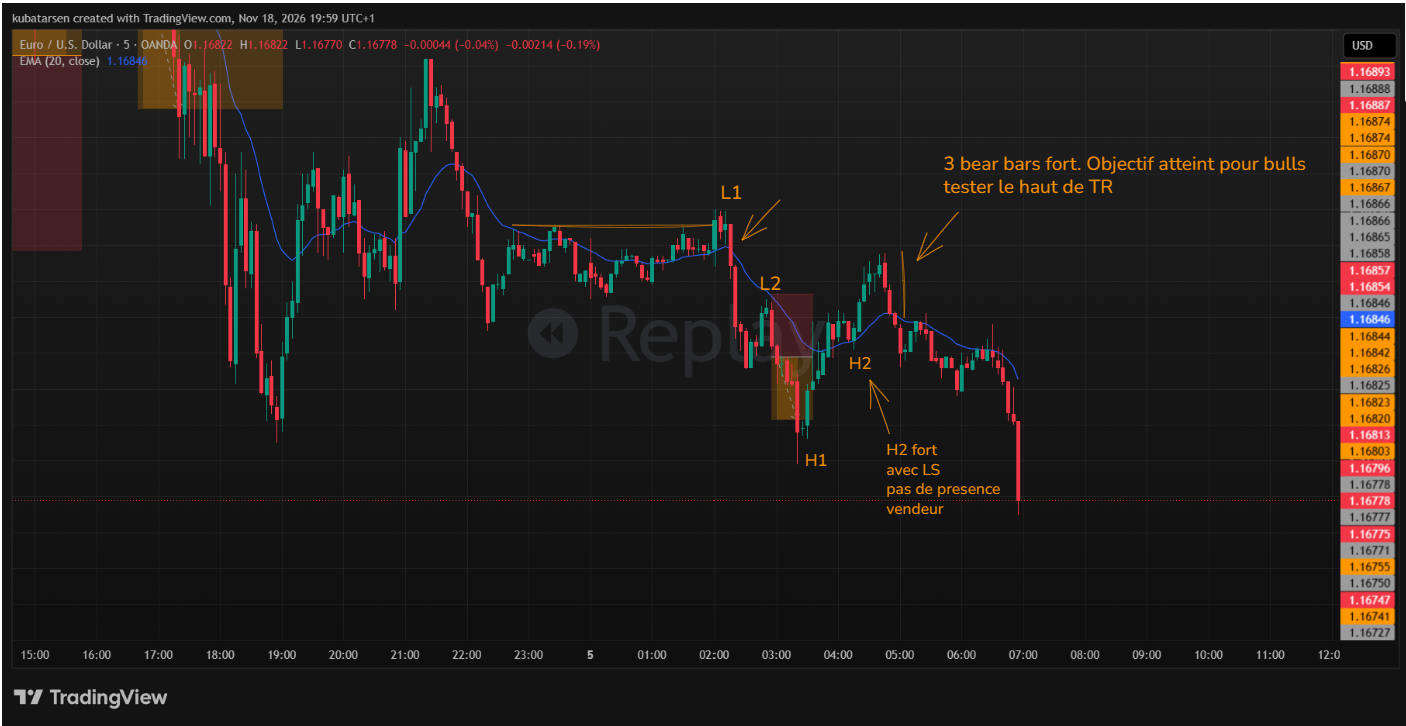 kubatarsen created with TradingView.com, Nov 18, 2026 19:59 UTC+1
Euro / U.S. Dollar · 5 · OANDA O1.16822 H1.16822 L1.16770 C1.16778 −0.00044 (−0.04%) −0.00214 (−0.19%)
EMA (20, close) 1.16846
USD
1.16893
1.16888
1.16887
1.16874
1.16874
1.16870
1.16870
1.16867
1.16866
1.16866
1.16865
1.16858
1.16857
1.16854
1.16846
1.16846
1.16844
1.16842
1.16826
1.16825
1.16823
1.16820
1.16813
1.16803
1.16796
1.16778
1.16778
1.16777
1.16775
1.16771
1.16755
1.16750
1.16747
1.16741
1.16727
3 bear bars fort. Objectif atteint pour bulls
tester le haut de TR
L1
L2
Replay
H2
H1
H2 fort
avec LS
pas de presence
vendeur
15:00 16:00 17:00 18:00 19:00 20:00 21:00 22:00 23:00 5 01:00 02:00 03:00 04:00 05:00 06:00 07:00 08:00 09:00 10:00 11:00 12:0
TradingView